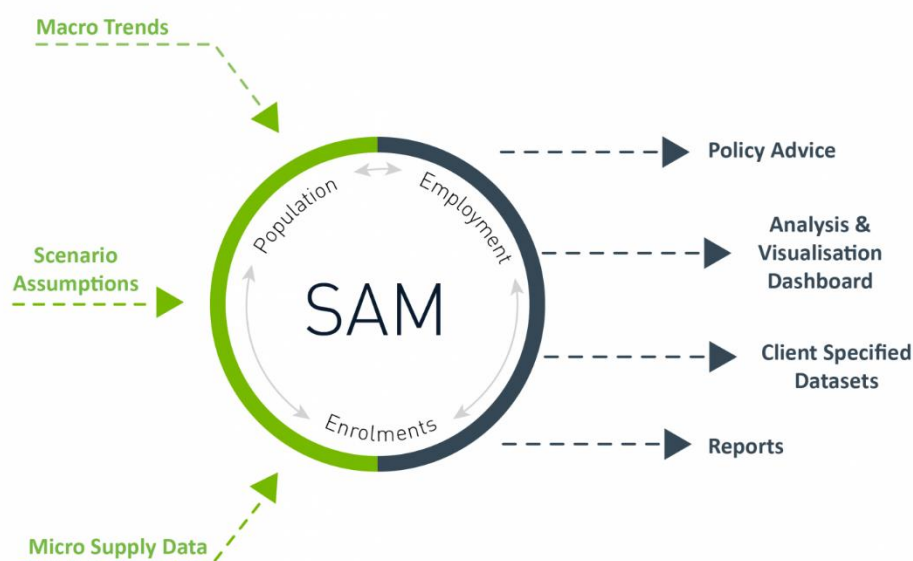 Macro Trends
Scenario
Assumptions
Micro Supply Data
Population
Employment
SAM
Enrolments
Policy Advice
Analysis &
Visualisation
Dashboard
Client Specified
Datasets
Reports